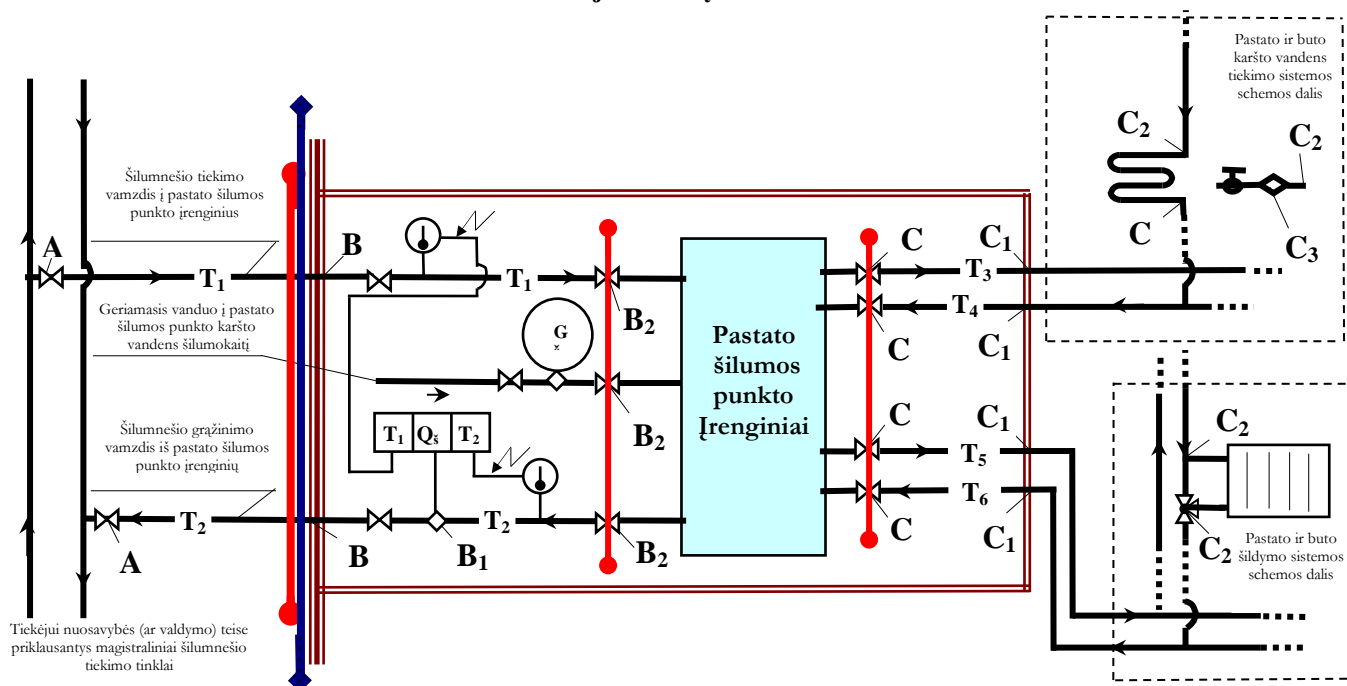 Pastato ir buto
karšto vandens
tiekimo sistemos
schemos dalis
C2
C2
C
C3
Šilumnešio tiekimo
vamzdis į pastato šilumos
punkto įrenginius
A
T1
B
T1
B2
C
C1
T3
T4
C
C1
Geriamasis vanduo į pastato
šilumos punkto karšto
vandens šilumokaitį
G
x
B2
Pastato
šilumos
punkto
Įrenginiai
T1 Qš T2
Šilumnešio grąžinimo
vamzdis iš pastato šilumos
punkto įrenginių
A
T2
B
B1
T2
B2
C
C1
T5
T6
C
C1
C2
C2
Pastato ir buto
šildymo sistemos
schemos dalis
Tiekėjui nuosavybės (ar valdymo) teise
priklausantys magistraliniai šilumnešio
tiekimo tinklai